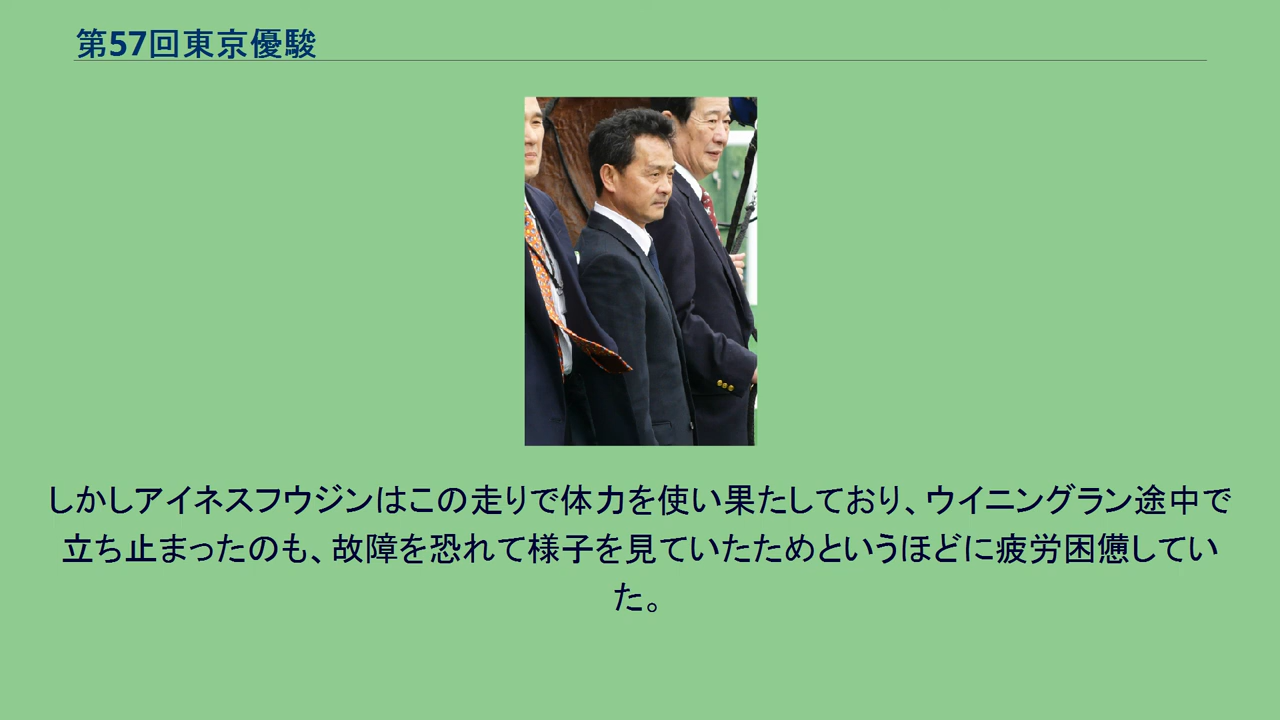 第57回東京優駿
しかしアイネスフウジンはこの走りで体力を使い果たしており、ウイニングラン途中で
立ち止まったのも、故障を恐れて様子を見ていたためというほどに疲労困憊してい
た。